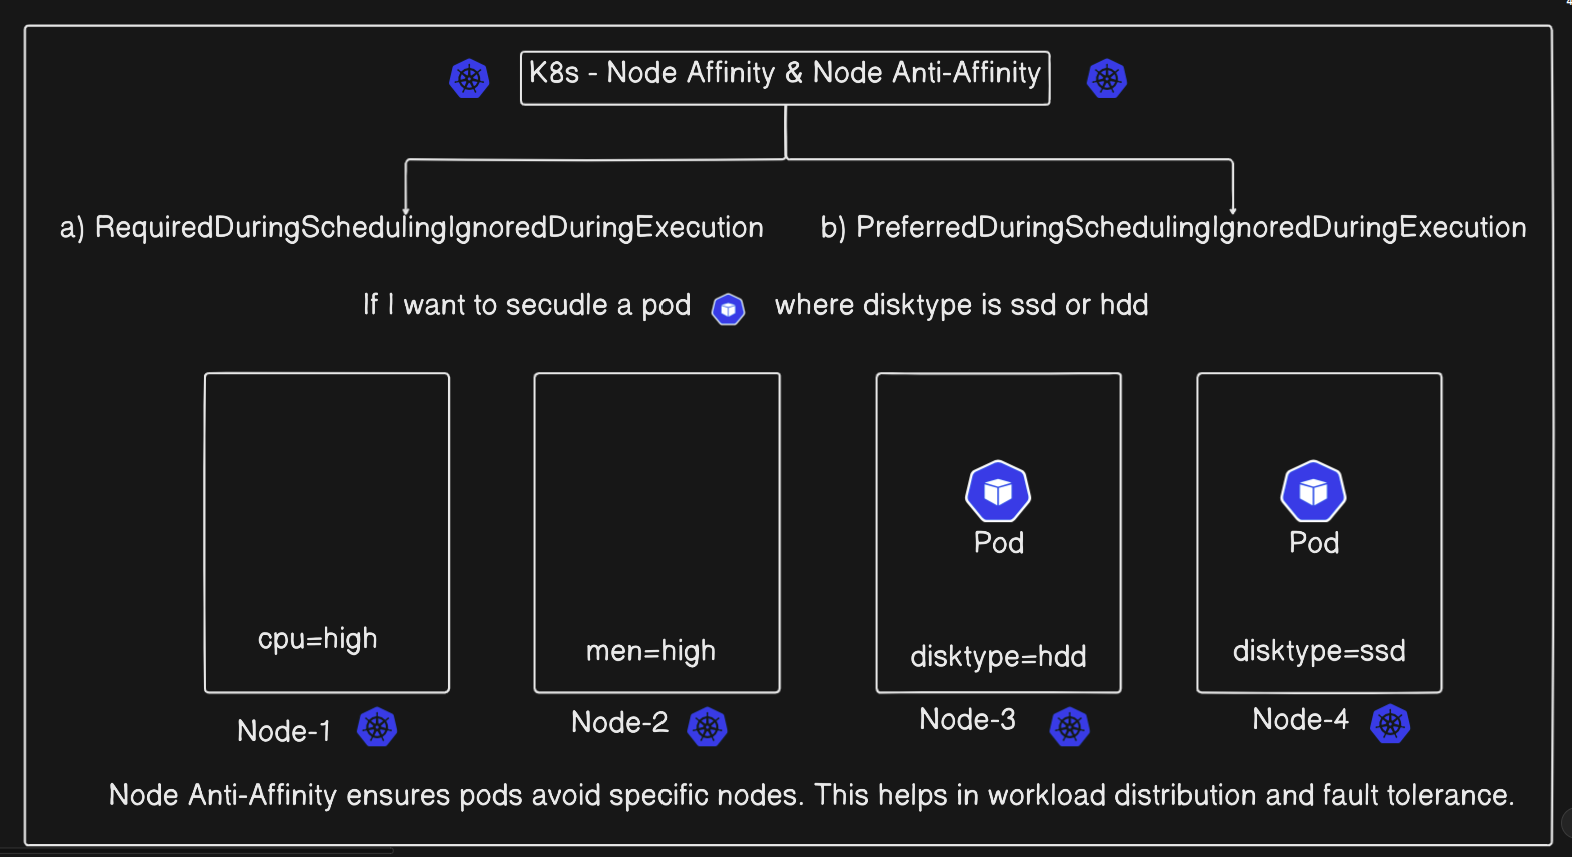 K8s - Node Affinity & Node Anti-Affinity
a) RequiredDuringSchedulingIgnoredDuringExecution
b) PreferredDuringSchedulingIgnoredDuringExecution
If I want to secudle a pod where disktype is ssd or hdd
Pod
Pod
cpu=high
men=high
disktype=hdd
disktype=ssd
Node-1
Node-2
Node-3
Node-4
Node Anti-Affinity ensures pods avoid specific nodes. This helps in workload distribution and fault tolerance.